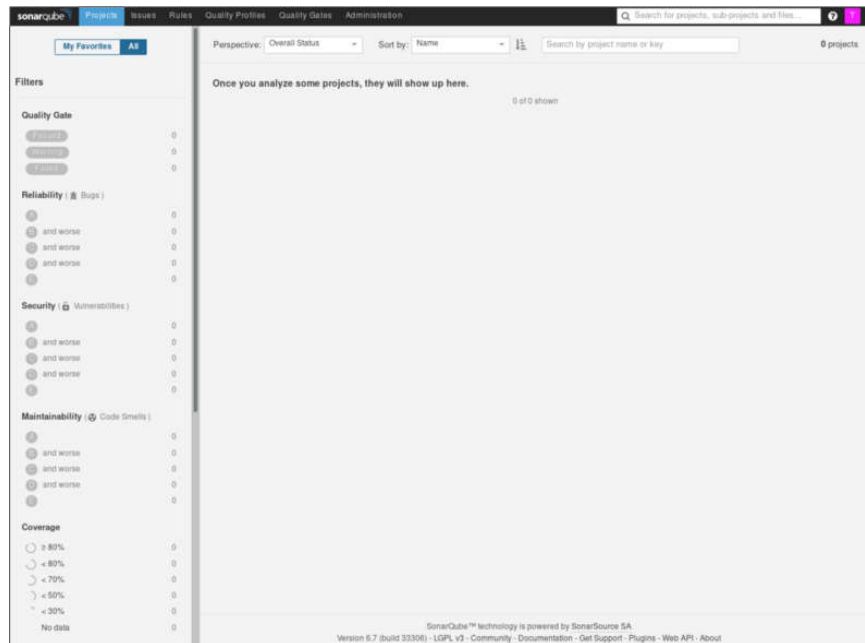 sonarqube Projects Issues Rules Quality Profiles Quality Gates Administration Search for projects, sub-projects and files... ? T
My Favorites All Perspective: Overall Status Sort by: Name Search by project name or key 0 projects
Filters
Once you analyze some projects, they will show up here.
0 of 0 shown
Quality Gate
Passed 0
Warning 0
Failed 0
Reliability ( Bugs )
A 0
B and worse 0
C and worse 0
D and worse 0
E 0
Security ( Vulnerabilities )
A 0
B and worse 0
C and worse 0
D and worse 0
E 0
Maintainability ( Code Smells )
A 0
B and worse 0
C and worse 0
D and worse 0
E 0
Coverage
≥ 80% 0
< 80% 0
< 70% 0
< 50% 0
< 30% 0
No data 0
SonarQube™ technology is powered by SonarSource SA
Version 6.7 (build 33306) - LGPL v3 - Community - Documentation - Get Support - Plugins - Web API - About